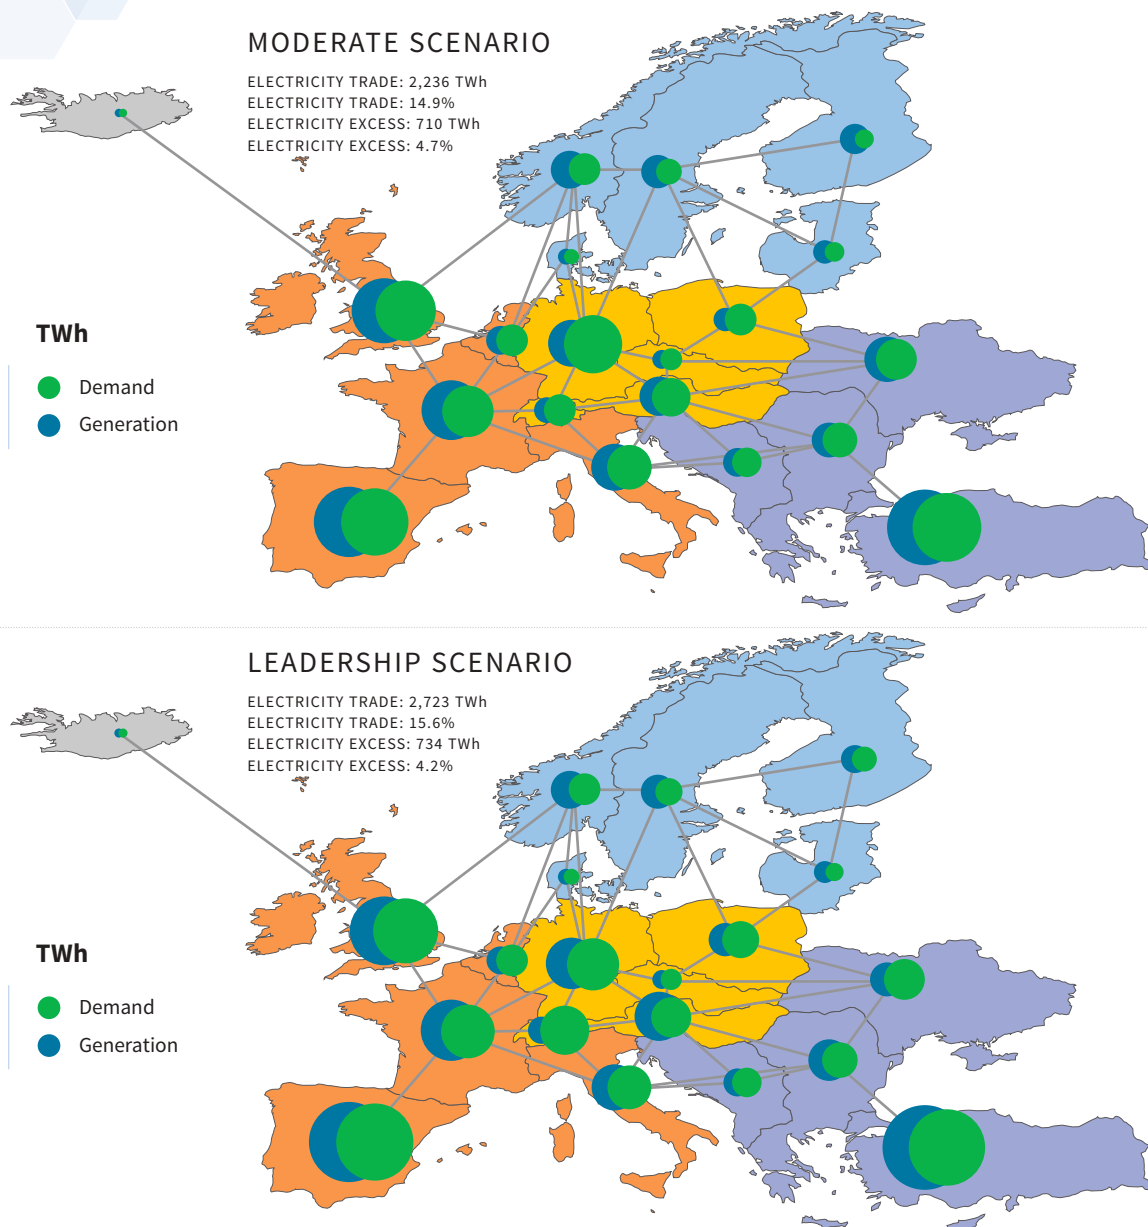 MODERATE SCENARIO
ELECTRICITY TRADE: 2,236 TWh
ELECTRICITY TRADE: 14.9%
ELECTRICITY EXCESS: 710 TWh
ELECTRICITY EXCESS: 4.7%
TWh
Demand
Generation
LEADERSHIP SCENARIO
ELECTRICITY TRADE: 2,723 TWh
ELECTRICITY TRADE: 15.6%
ELECTRICITY EXCESS: 734 TWh
ELECTRICITY EXCESS: 4.2%
TWh
Demand
Generation